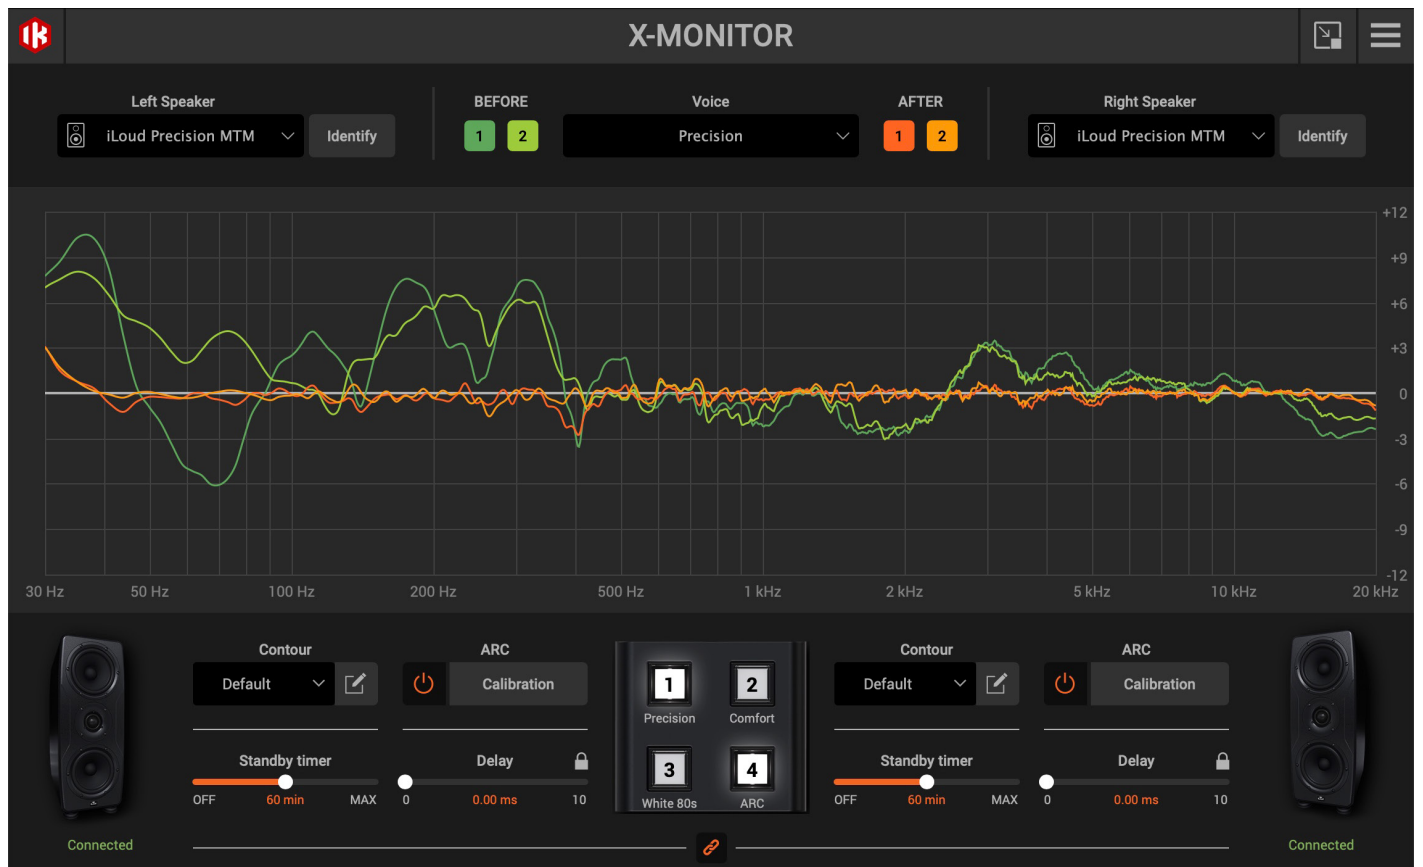 IK
X-MONITOR
Left Speaker
BEFORE
Voice
AFTER
Right Speaker
iLoud Precision MTM
Identify
1
2
Precision
1
2
iLoud Precision MTM
Identify
+12
+9
+6
+3
0
-3
-6
-9
-12
30 Hz
50 Hz
100 Hz
200 Hz
500 Hz
1 kHz
2 kHz
5 kHz
10 kHz
20 kHz
Contour
ARC
Default
Calibration
Standby timer
Delay
OFF
60 min
MAX
0
0.00 ms
10
Connected
1
Precision
2
Comfort
3
White 80s
4
ARC
Contour
ARC
Default
Calibration
Standby timer
Delay
OFF
60 min
MAX
0
0.00 ms
10
Connected